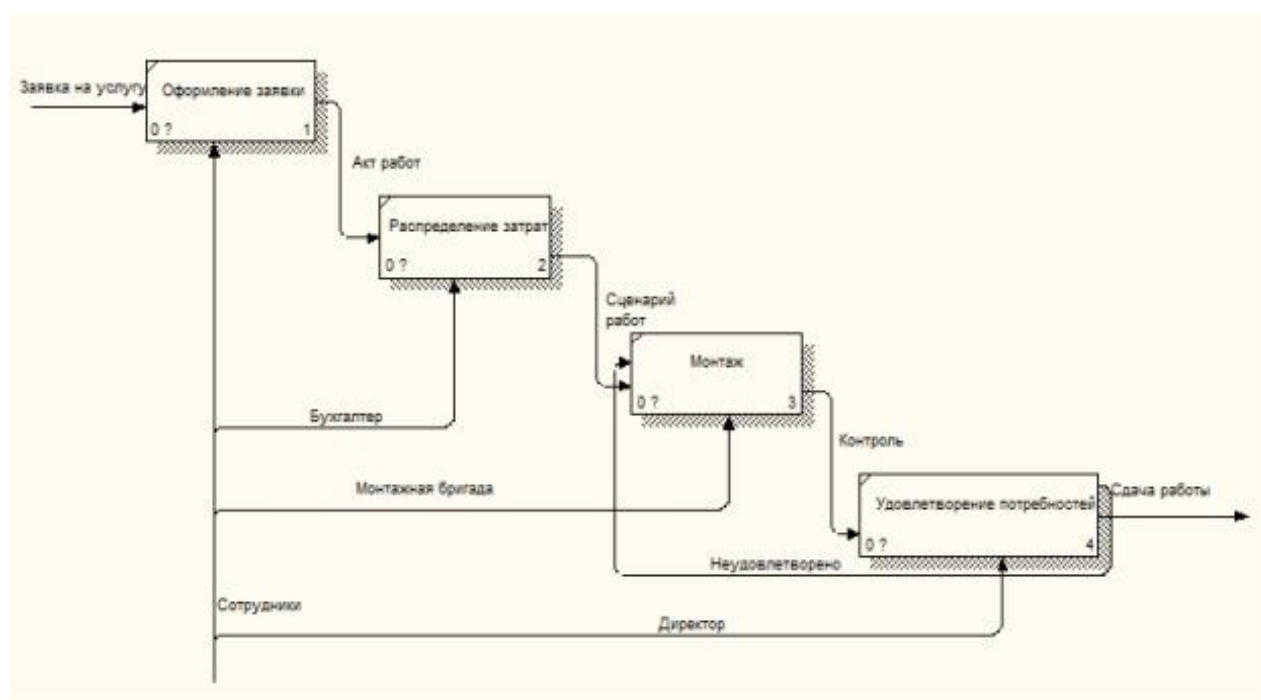 Заявка на услугу
Оформление заявки
0 ?
1
Акт работ
Распределение затрат
0 ?
2
Сценарий
работ
Монтаж
0 ?
3
Бухгалтер
Контроль
Монтажная бригада
Удовлетворение потребностей
Сдача работы
0 ?
4
Неудовлетворено
Сотрудники
Директор